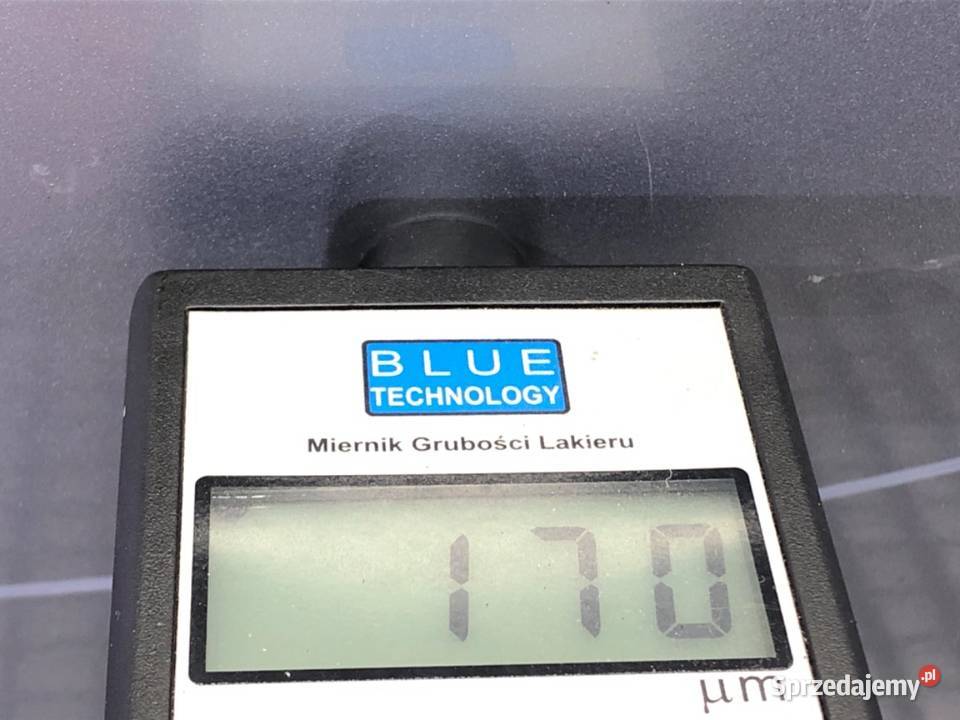 BLUE
TECHNOLOGY
Miernik Grubości Lakieru
170
μm
Sprzedajemy.pl